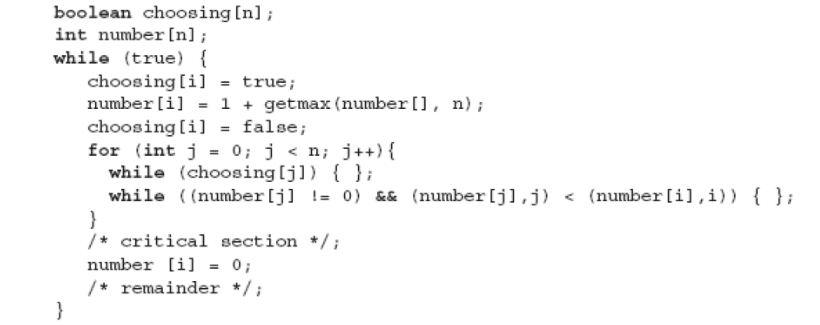 boolean choosing[n];
int number[n];
while (true) {
choosing[i] = true;
number[i] = 1 + getmax(number[], n);
choosing[i] = false;
for (int j = 0; j < n; j++){
while (choosing[j]) { };
while ((number[j] != 0) && (number[j],j) < (number[i],i)) { };
}
/* critical section */;
number [i] = 0;
/* remainder */;
}